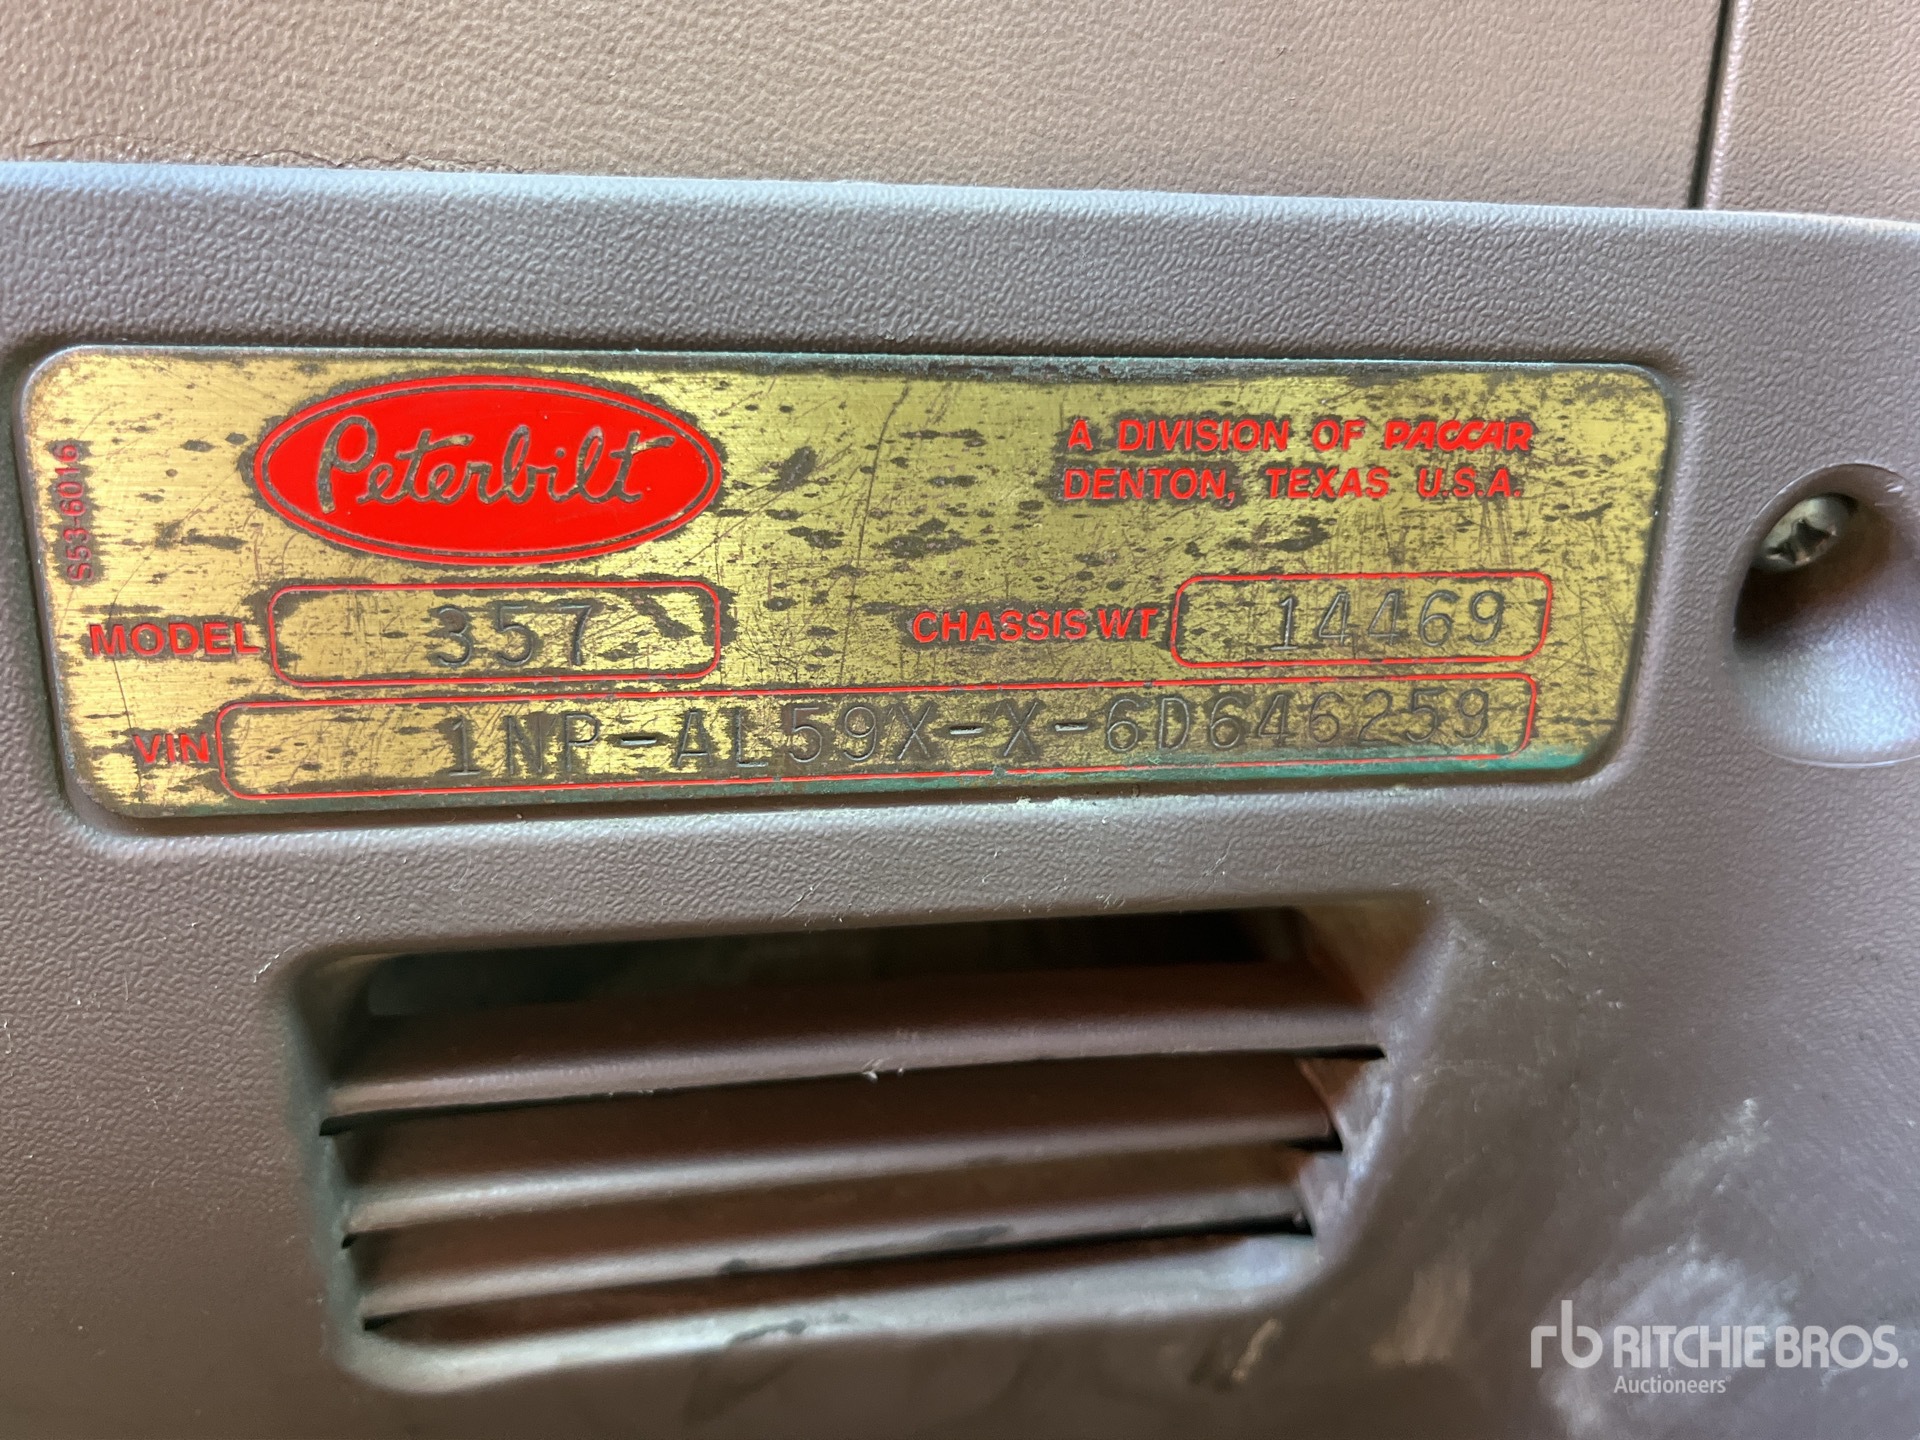 Peterbilt
A DIVISION OF PACCAR
DENTON, TEXAS U.S.A.
S53-6016
MODEL 357
CHASSIS WT 14469
VIN 1NP-AL59X-X-6D646259
rb RITCHIE BROS.
Auctioneers